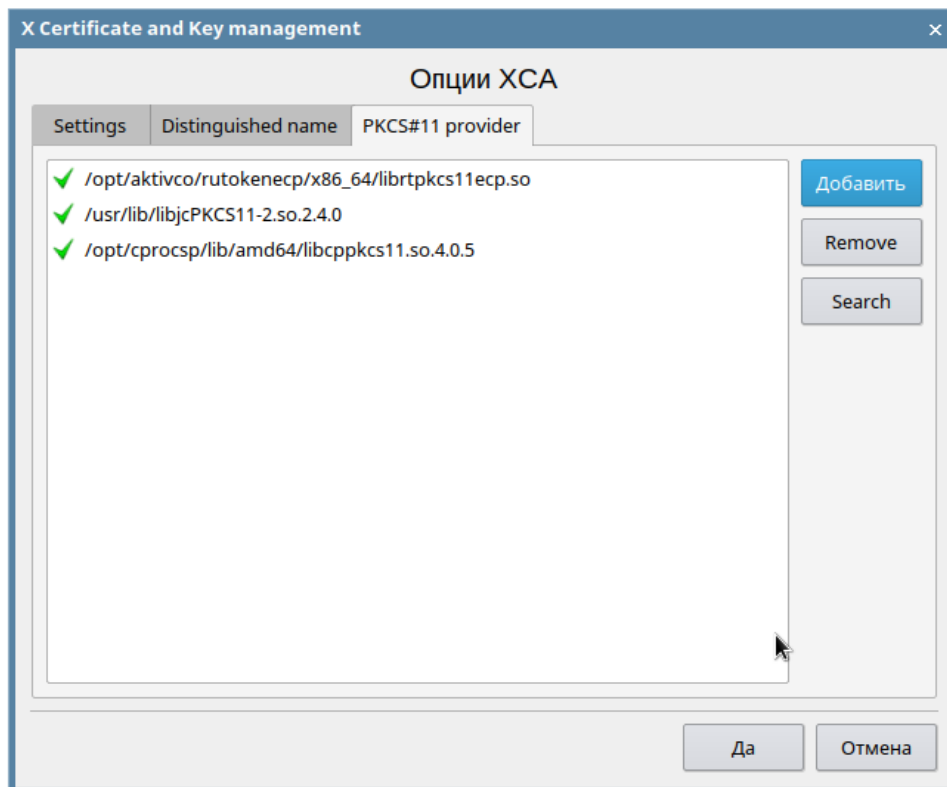 X Certificate and Key management
Опции XCA
Settings
Distinguished name
PKCS#11 provider
/opt/aktivco/rutokenecp/x86_64/librtpkcs11ecp.so
/usr/lib/libjcPKCS11-2.so.2.4.0
/opt/cprocsp/lib/amd64/libcppkcs11.so.4.0.5
Добавить
Remove
Search
Да
Отмена